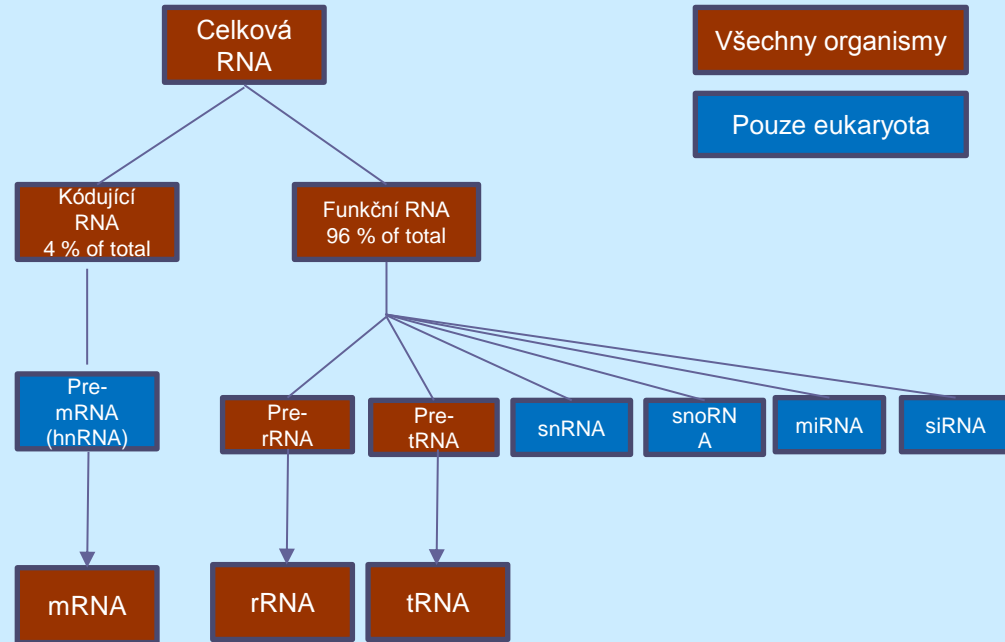 Celková
RNA
Všechny organismy
Pouze eukaryota
Kódující
RNA
4 % of total
Funkční RNA
96 % of total
Pre-
mRNA
(hnRNA)
Pre-
rRNA
Pre-
tRNA
snRNA
snoRN
A
miRNA
siRNA
mRNA
rRNA
tRNA